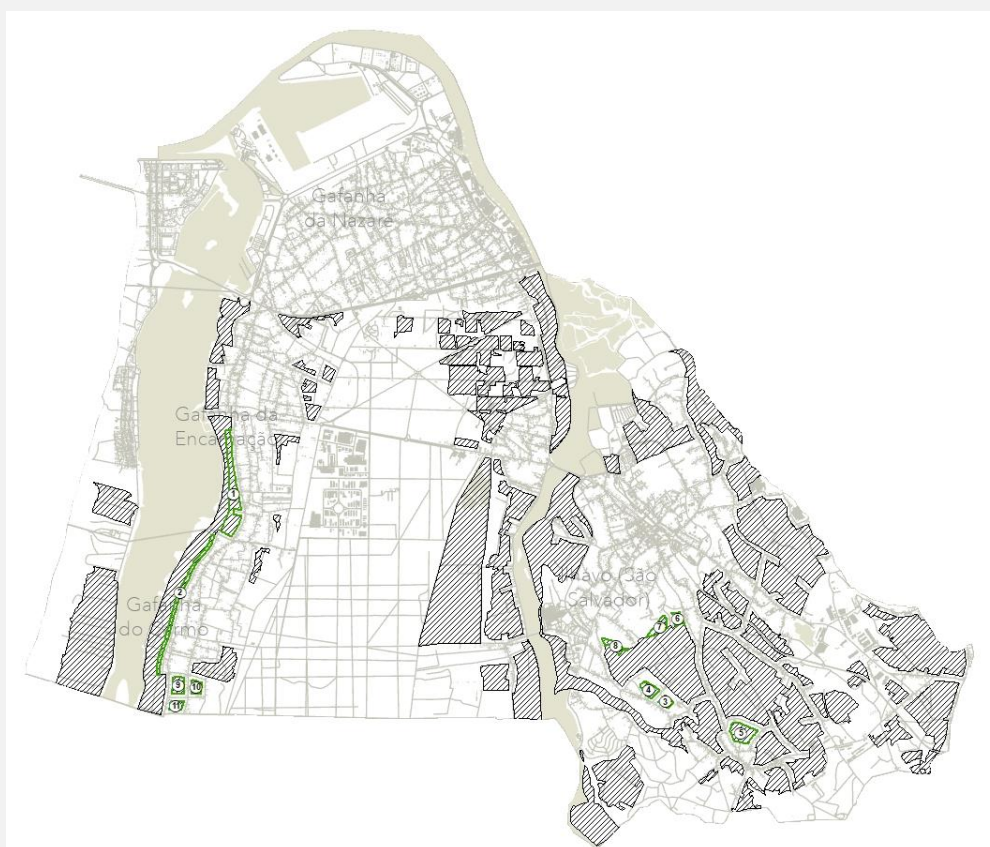 Gafanha
da Nazaré
Gafanha da
Encarnação
1
2
Gafanha
do Carmo
Ílhavo (São
Salvador)
7
6
8
4
3
5
9
10
11